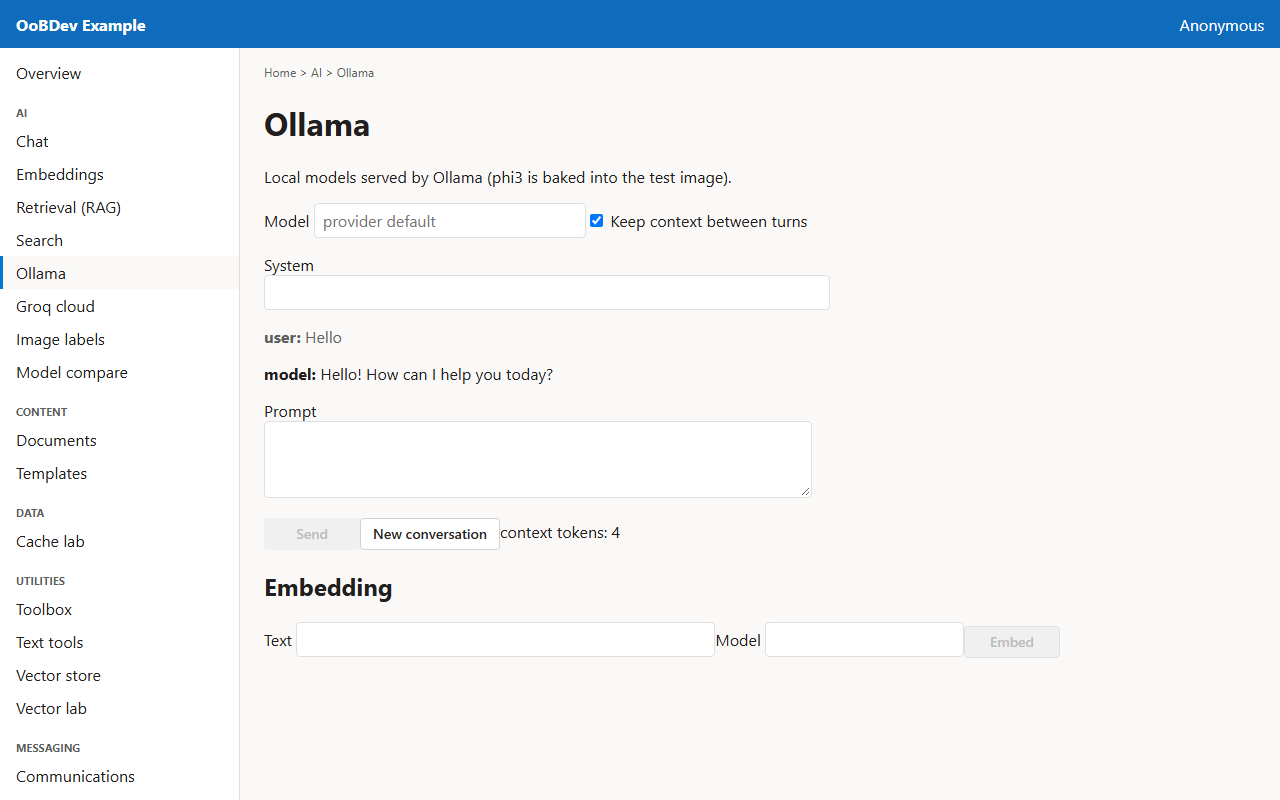 OoBDev Example
Anonymous
Overview
AI
Chat
Embeddings
Retrieval (RAG)
Search
Ollama
Groq cloud
Image labels
Model compare
CONTENT
Documents
Templates
DATA
Cache lab
UTILITIES
Toolbox
Text tools
Vector store
Vector lab
MESSAGING
Communications
Home > AI > Ollama
Ollama
Local models served by Ollama (phi3 is baked into the test image).
Model provider default Keep context between turns
System
user: Hello
model: Hello! How can I help you today?
Prompt
Send New conversation context tokens: 4
Embedding
Text Model Embed